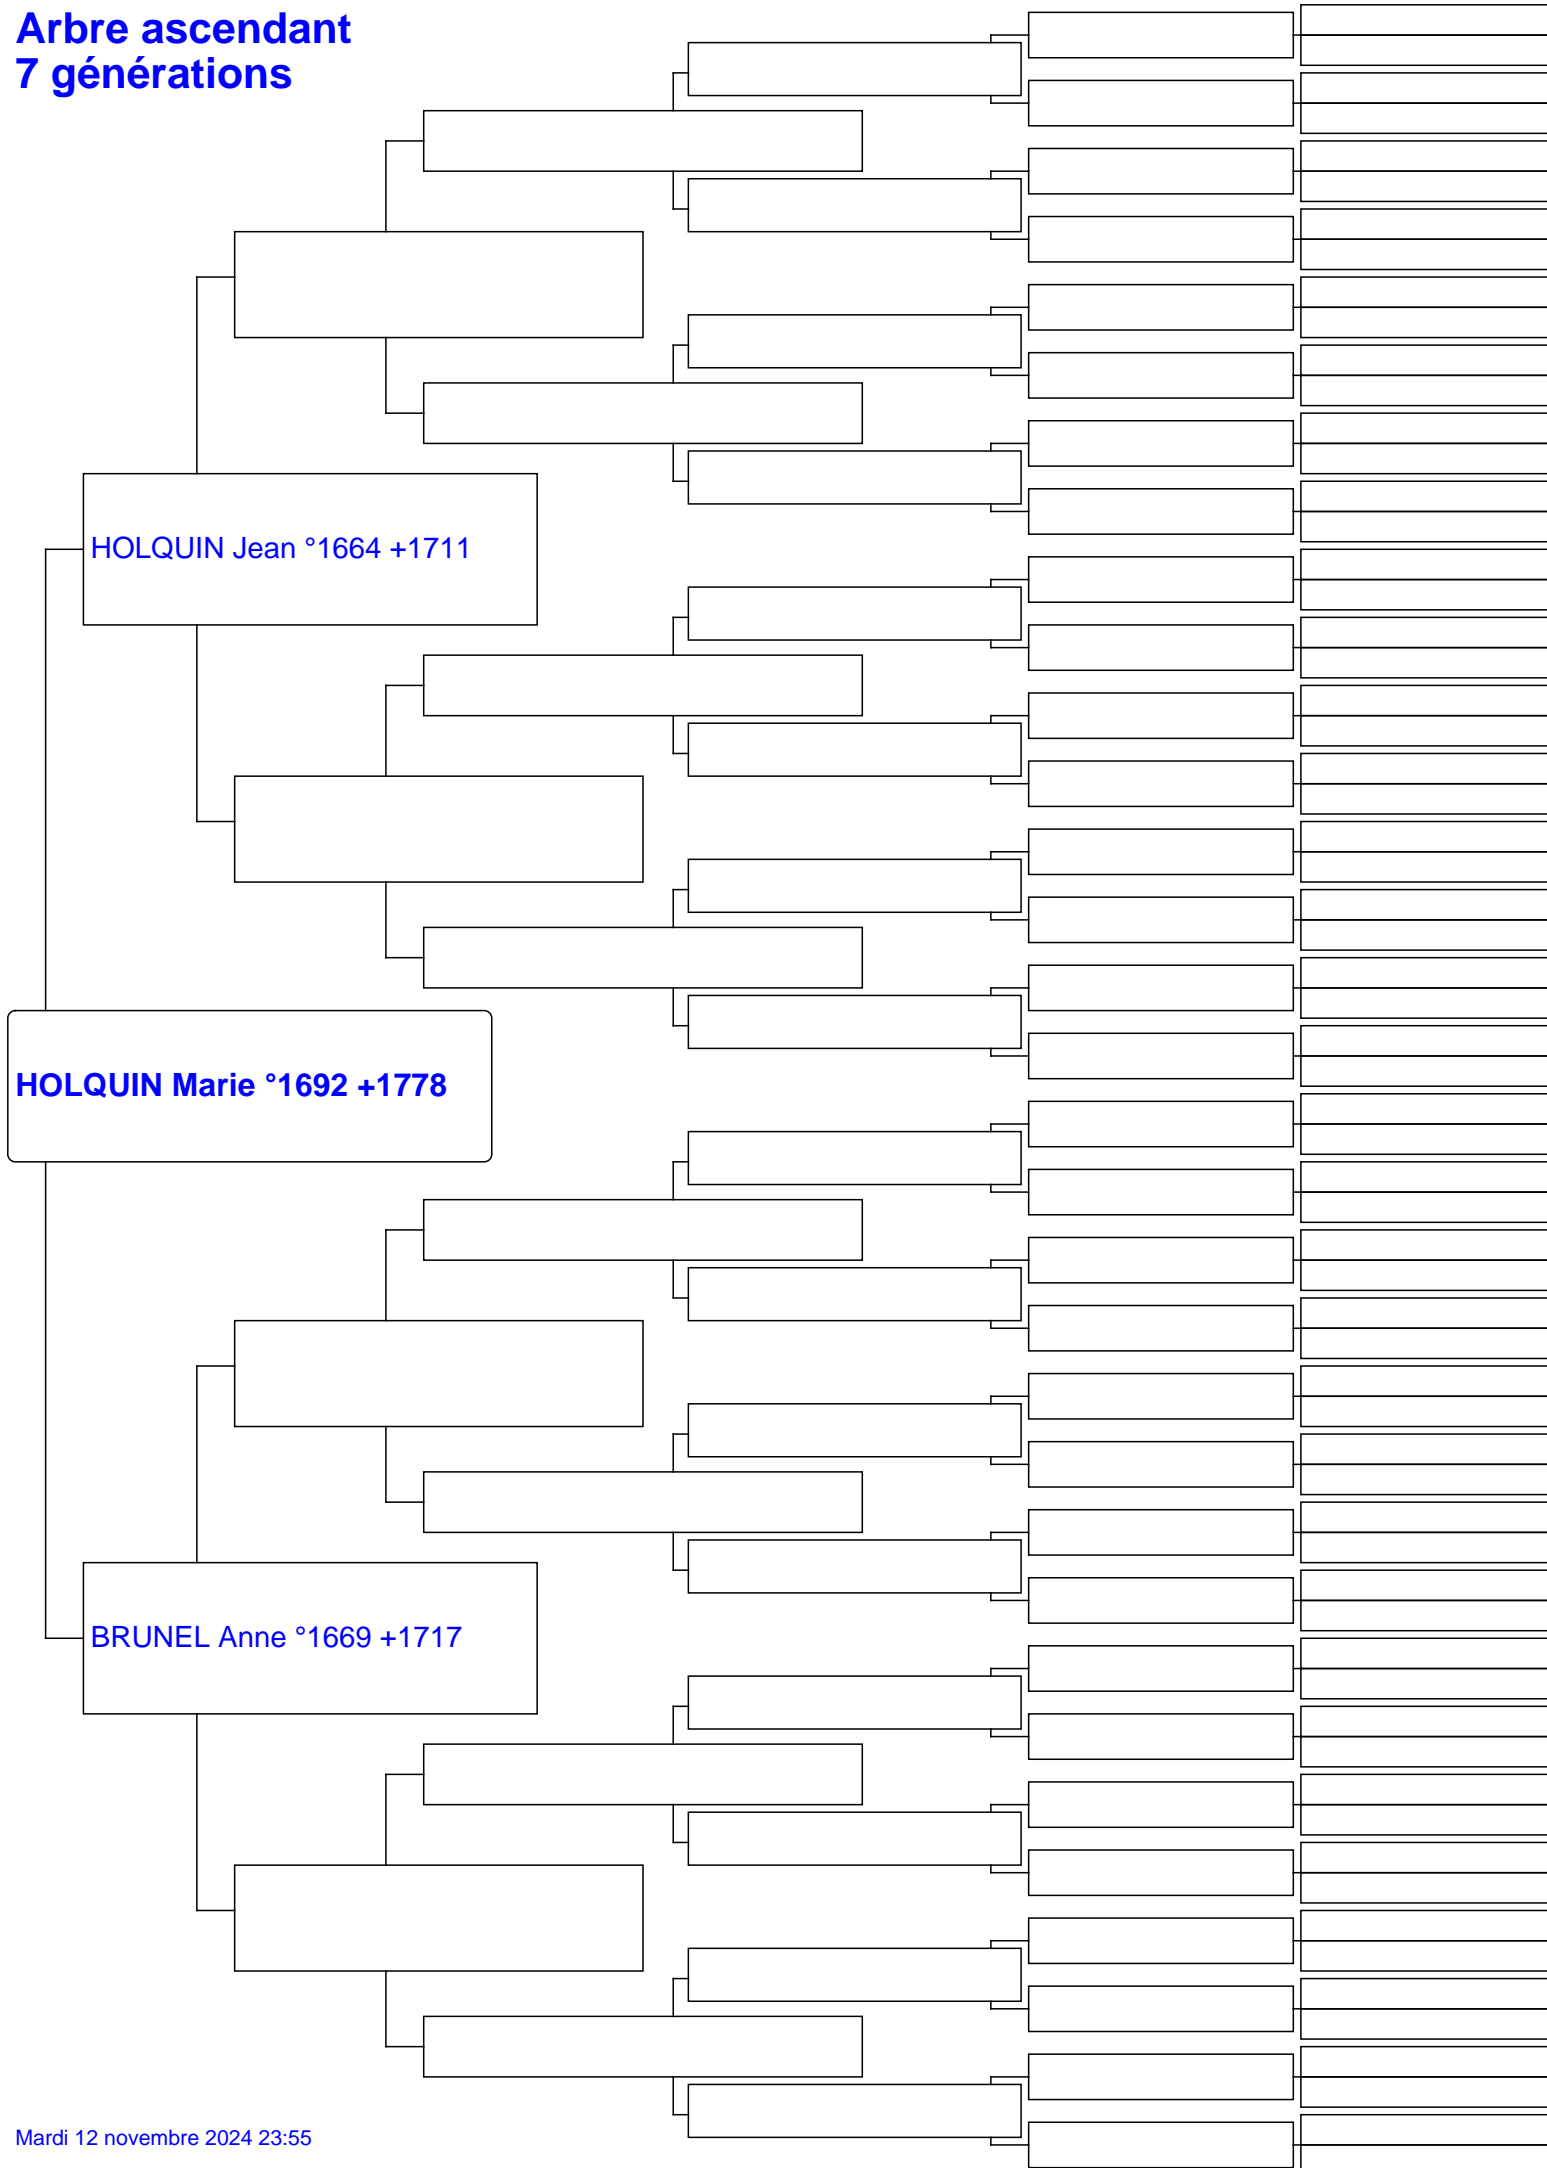 Arbre ascendant
7 générations
HOLQUIN Jean °1664 +1711
HOLQUIN Marie °1692 +1778
BRUNEL Anne °1669 +1717
Mardi 12 novembre 2024 23:55